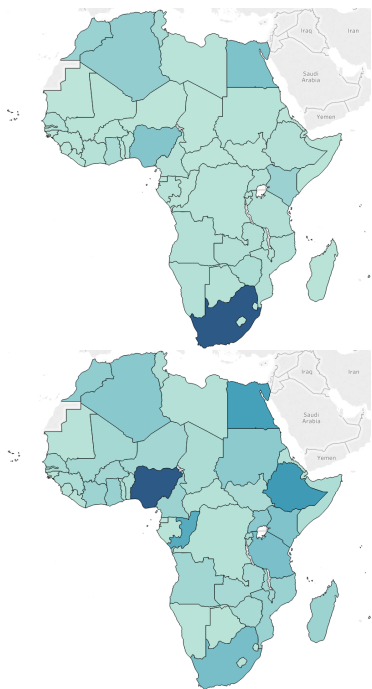 Iraq
Iran
Saudi
Arabia
Yemen
Iraq
Iran
Saudi
Arabia
Yemen